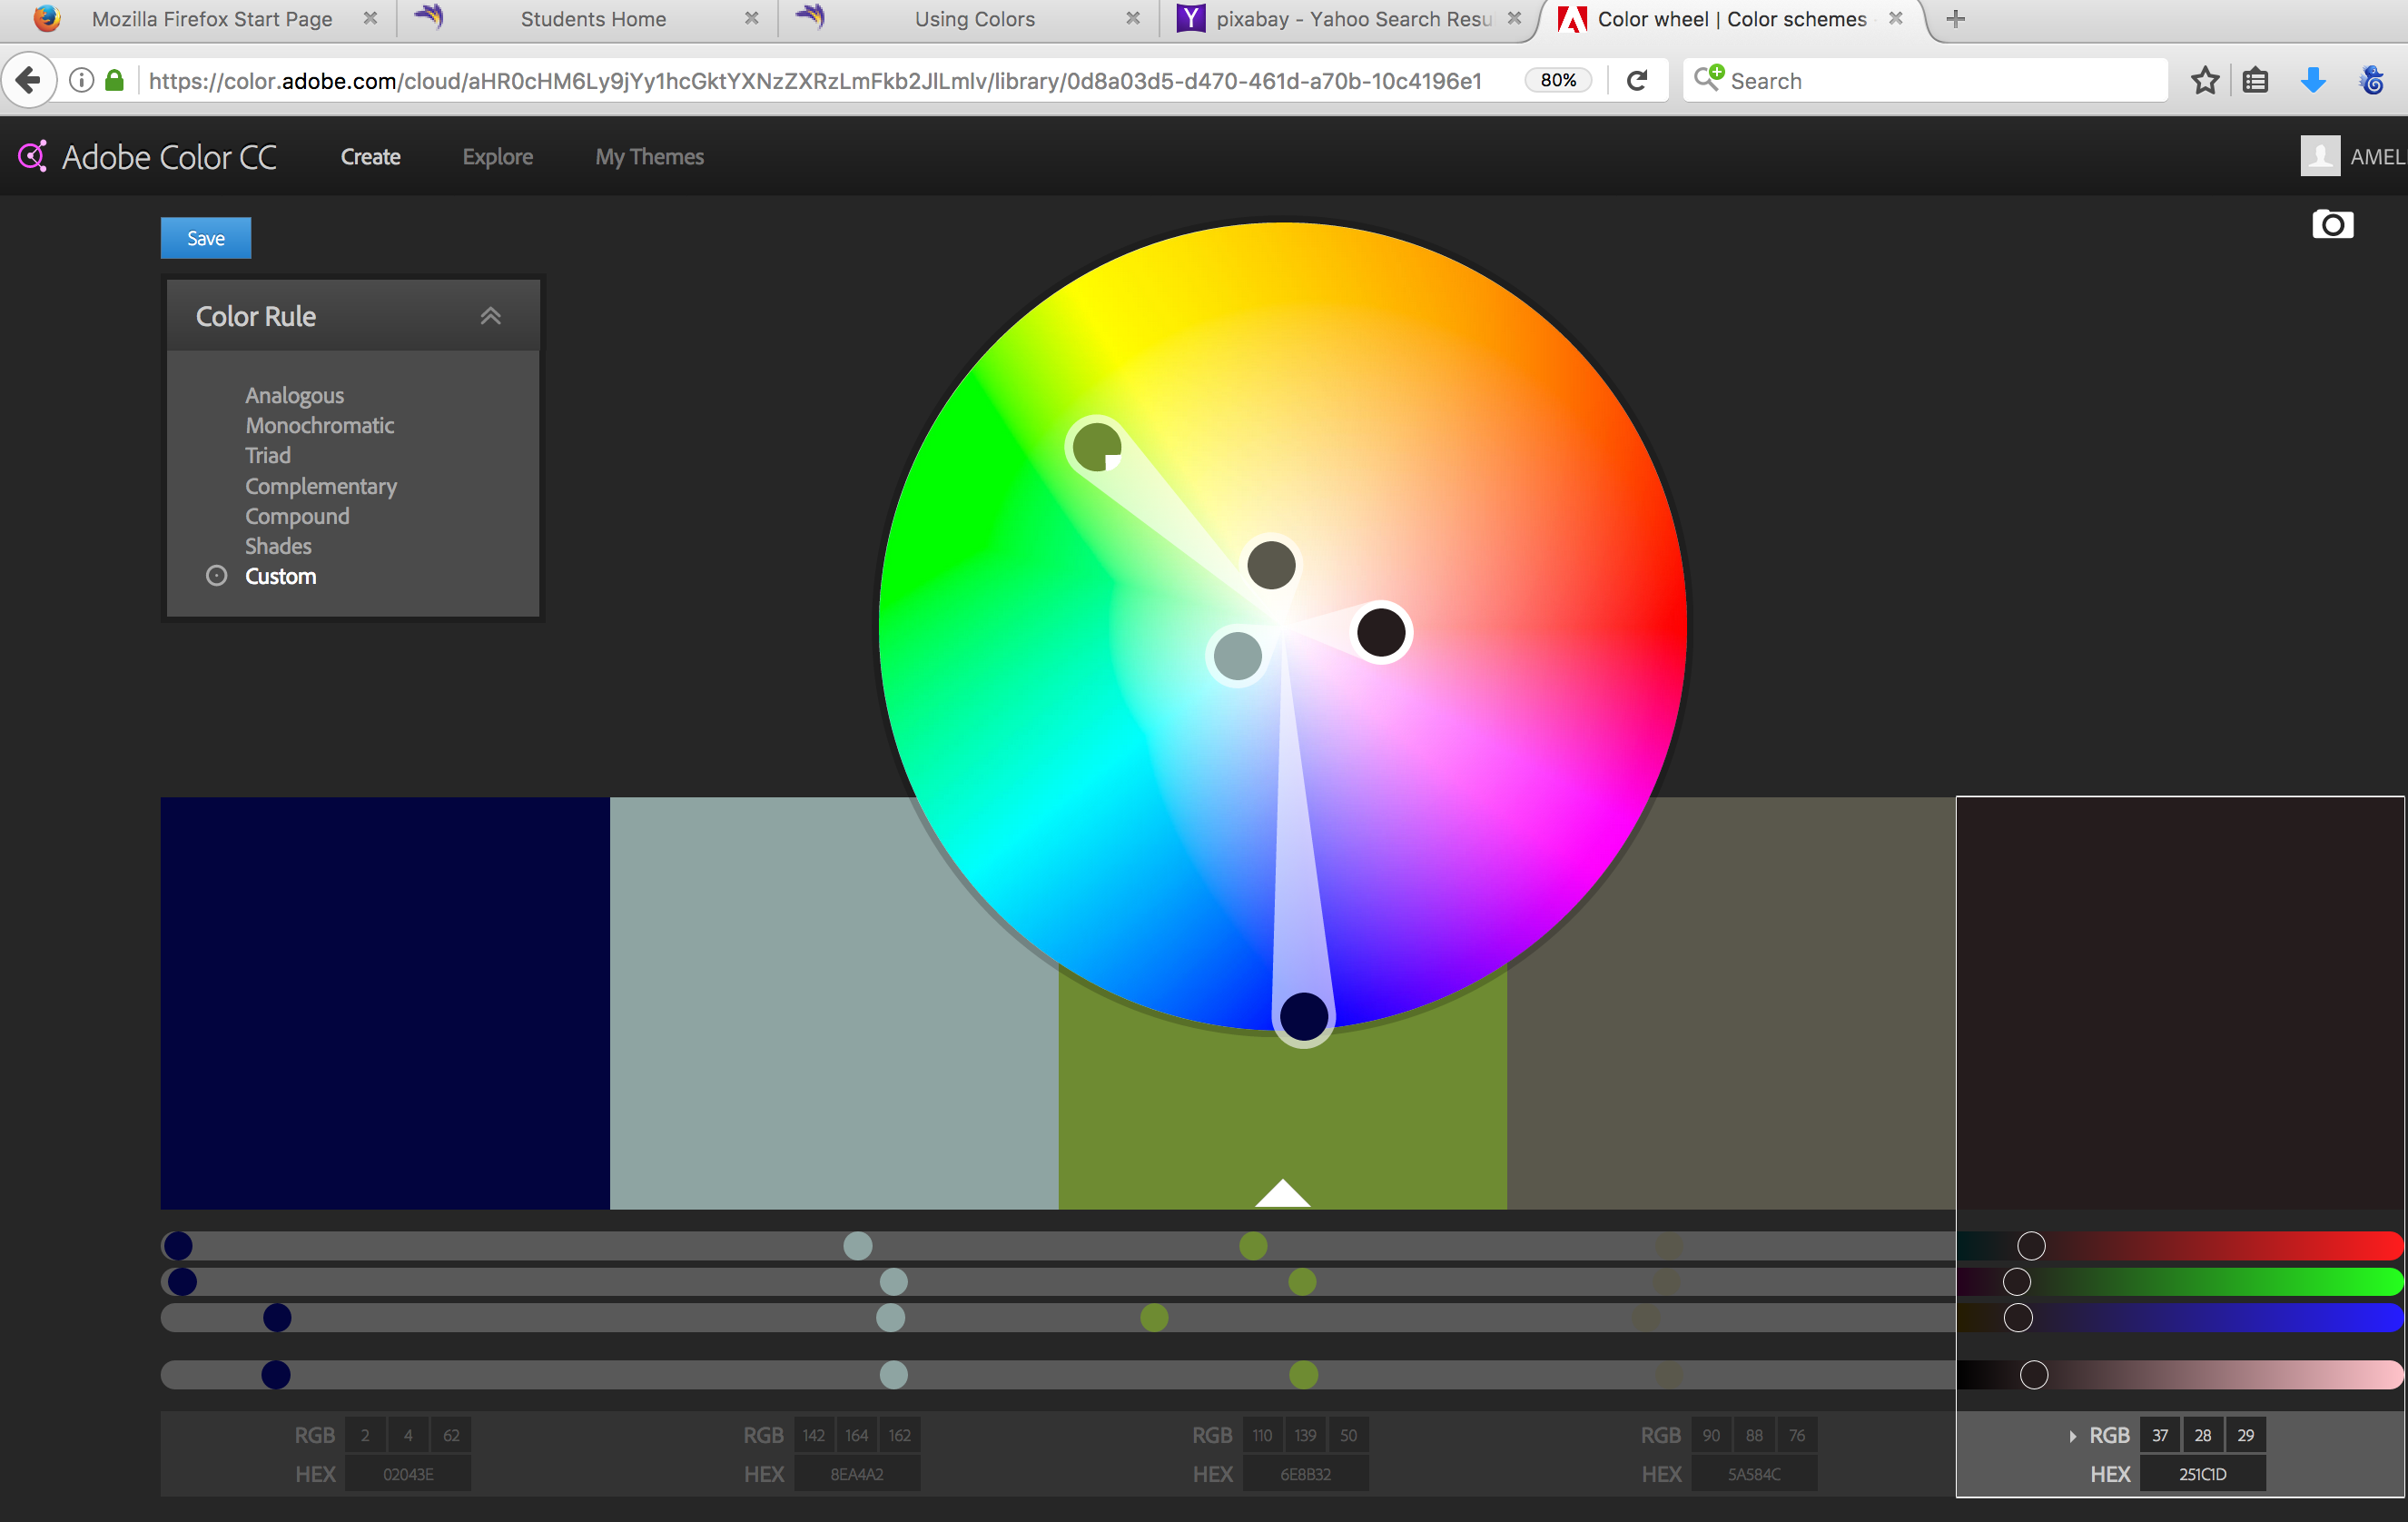 Mozilla Firefox Start Page
Students Home
Using Colors
pixabay - Yahoo Search Resu
Color wheel | Color schemes
https://color.adobe.com/cloud/aHR0cHM6Ly9jYy1hcGktYXNzZXRzLmFkb2JlLmlv/library/0d8a03d5-d470-461d-a70b-10c4196e1
80%
Search
Adobe Color CC
Create
Explore
My Themes
AMEL
Save
Color Rule
Analogous
Monochromatic
Triad
Complementary
Compound
Shades
Custom
RGB 2 4 62
HEX 02043E
RGB 142 164 162
HEX 8EA4A2
RGB 110 139 50
HEX 6E8B32
RGB 90 88 76
HEX 5A584C
RGB 37 28 29
HEX 251C1D